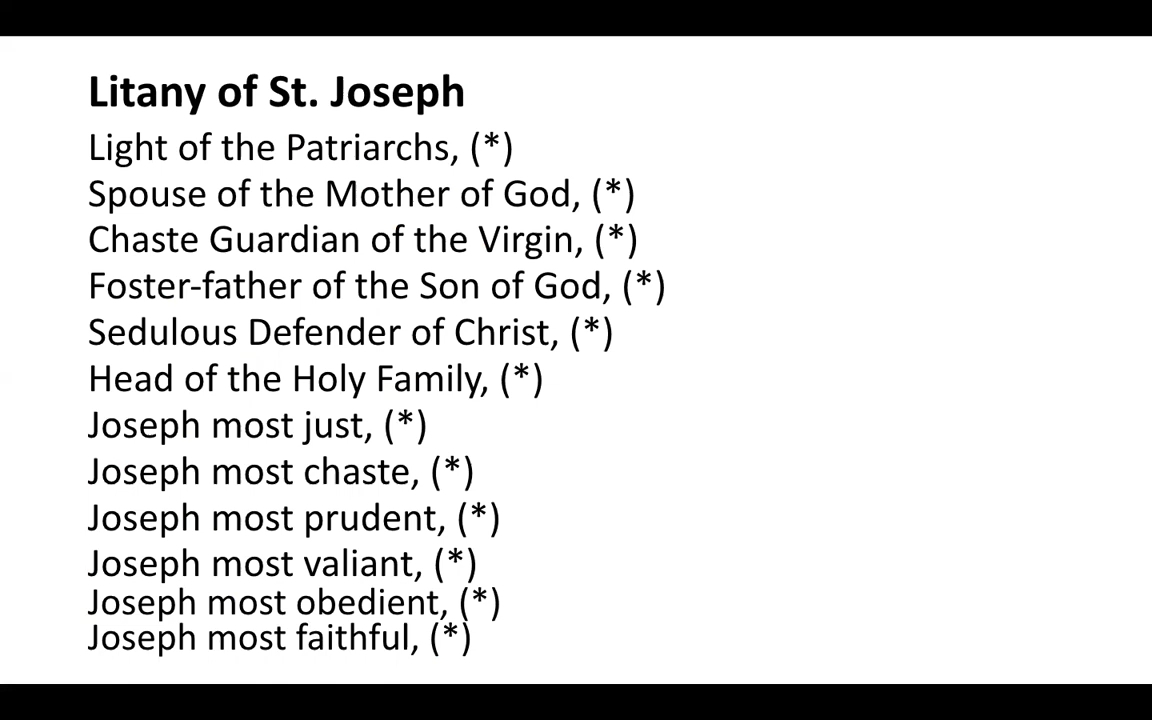 Litany of St. Joseph
Light of the Patriarchs, (*)
Spouse of the Mother of God, (*)
Chaste Guardian of the Virgin, (*)
Foster-father of the Son of God, (*)
Sedulous Defender of Christ, (*)
Head of the Holy Family, (*)
Joseph most just, (*)
Joseph most chaste, (*)
Joseph most prudent, (*)
Joseph most valiant, (*)
Joseph most obedient, (*)
Joseph most faithful, (*)